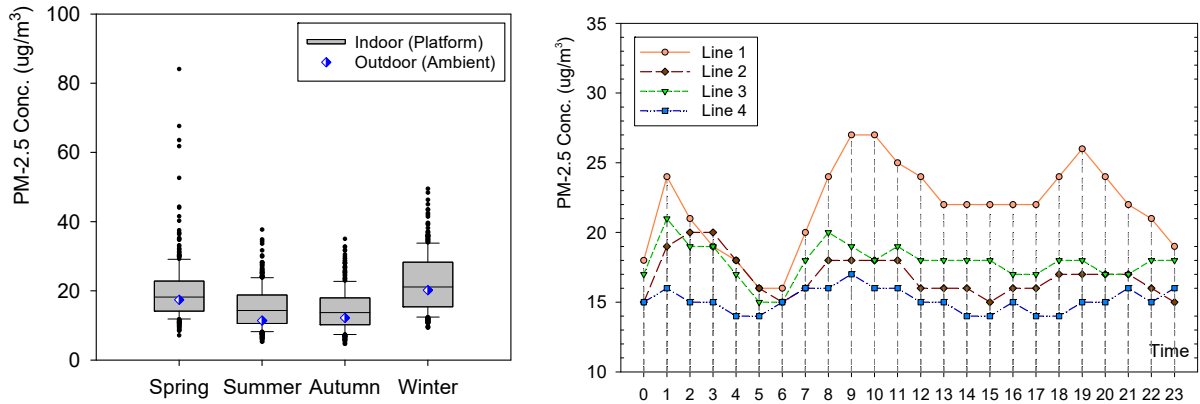 PM-2.5 Conc. (ug/m³)
100
80
60
40
20
0
Indoor (Platform)
Outdoor (Ambient)
Spring Summer Autumn Winter
PM-2.5 Conc. (ug/m³)
35
30
25
20
15
10
Line 1
Line 2
Line 3
Line 4
Time
0 1 2 3 4 5 6 7 8 9 10 11 12 13 14 15 16 17 18 19 20 21 22 23